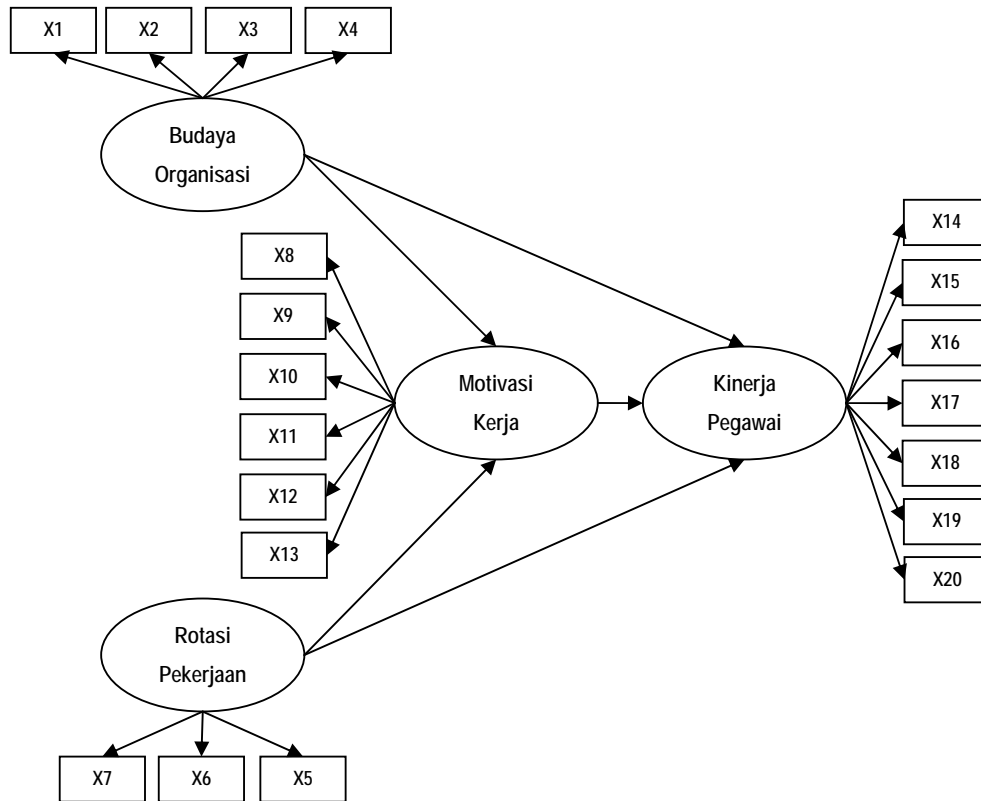 X1 X2 X3 X4
Budaya
Organisasi
X14
X8
X15
X9
X16
X10
Motivasi
Kerja
Kinerja
Pegawai
X17
X11
X18
X12
X19
X13
X20
Rotasi
Pekerjaan
X7 X6 X5